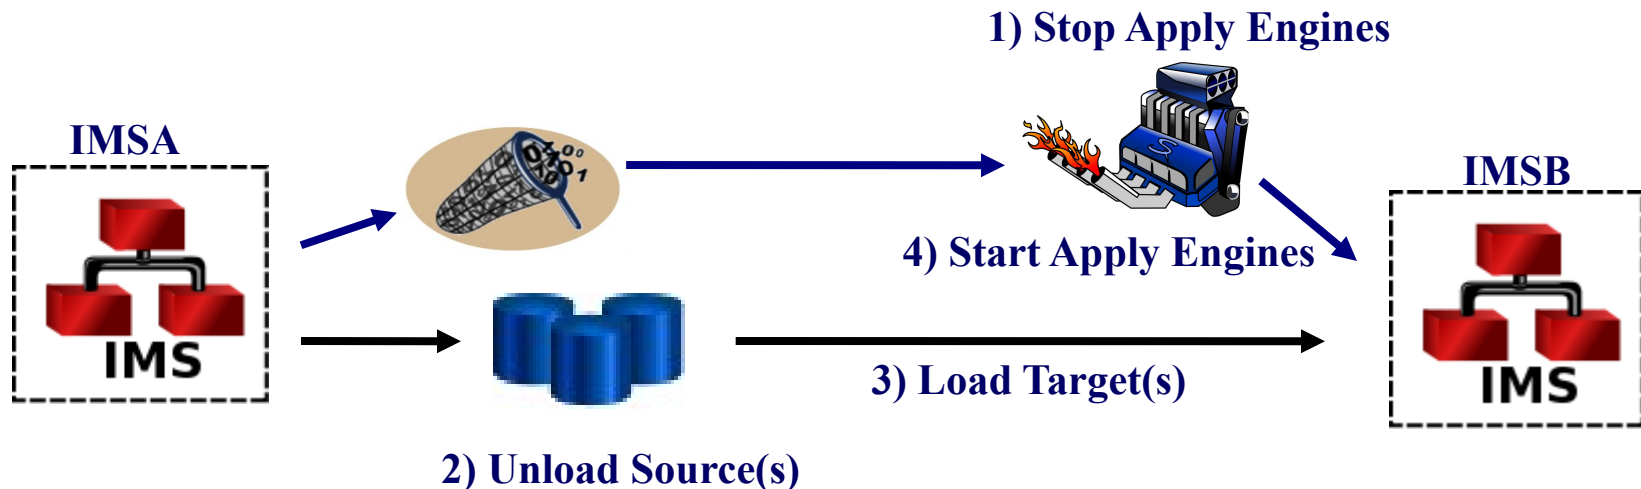 1) Stop Apply Engines
IMSA
IMSB
4) Start Apply Engines
IMS
IMS
3) Load Target(s)
2) Unload Source(s)